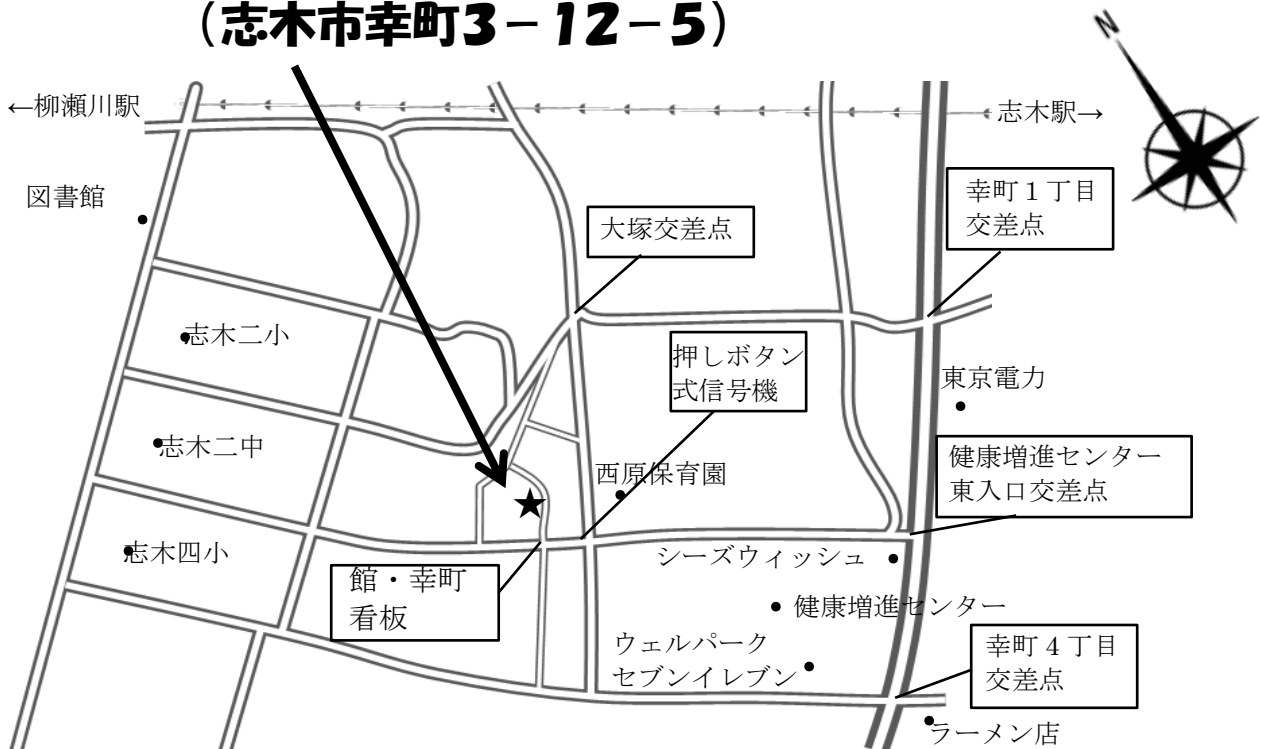 （志木市幸町3－12－5）
N
←柳瀬川駅
志木駅→
図書館
幸町１丁目
交差点
大塚交差点
志木二小
押しボタン
式信号機
東京電力
志木二中
西原保育園
健康増進センター
東入口交差点
志木四小
シーズウィッシュ
館・幸町
看板
健康増進センター
ウェルパーク
セブンイレブン
幸町４丁目
交差点
ラーメン店